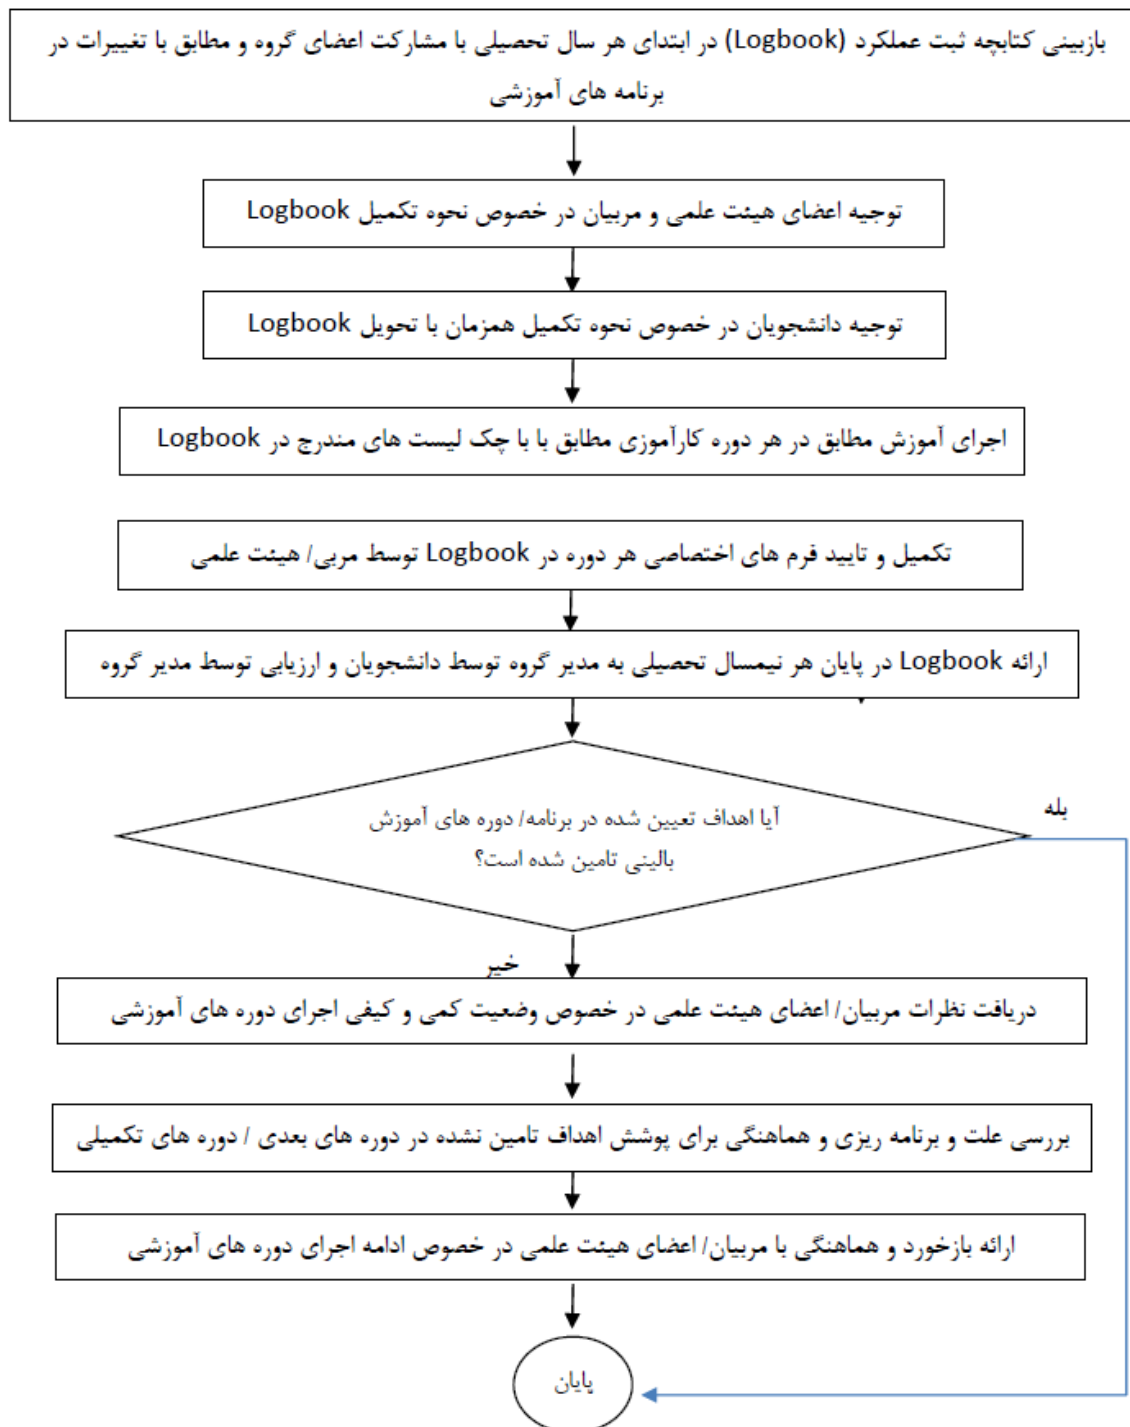 بازبینی کتابچه ثبت عملکرد (Logbook) در ابتدای هر سال تحصیلی با مشارکت اعضای گروه و مطابق با تغییرات در
برنامه های آموزشی
توجیه اعضای هیئت علمی و مربیان در خصوص نحوه تکمیل Logbook
توجیه دانشجویان در خصوص نحوه تکمیل همزمان با تحویل Logbook
اجرای آموزش مطابق در هر دوره کارآموزی مطابق با با چک لیست های مندرج در Logbook
تکمیل و تایید فرم های اختصاصی هر دوره در Logbook توسط مربی/ هیئت علمی
ارائه Logbook در پایان هر نیمسال تحصیلی به مدیر گروه توسط دانشجویان و ارزیابی توسط مدیر گروه
بله
آیا اهداف تعیین شده در برنامه/ دوره های آموزش
بالینی تامین شده است؟
خیر
دریافت نظرات مربیان/ اعضای هیئت علمی در خصوص وضعیت کمی و کیفی اجرای دوره های آموزشی
بررسی علت و برنامه ریزی و هماهنگی برای پوشش اهداف تامین نشده در دوره های بعدی / دوره های تکمیلی
ارائه بازخورد و هماهنگی با مربیان/ اعضای هیئت علمی در خصوص ادامه اجرای دوره های آموزشی
پایان